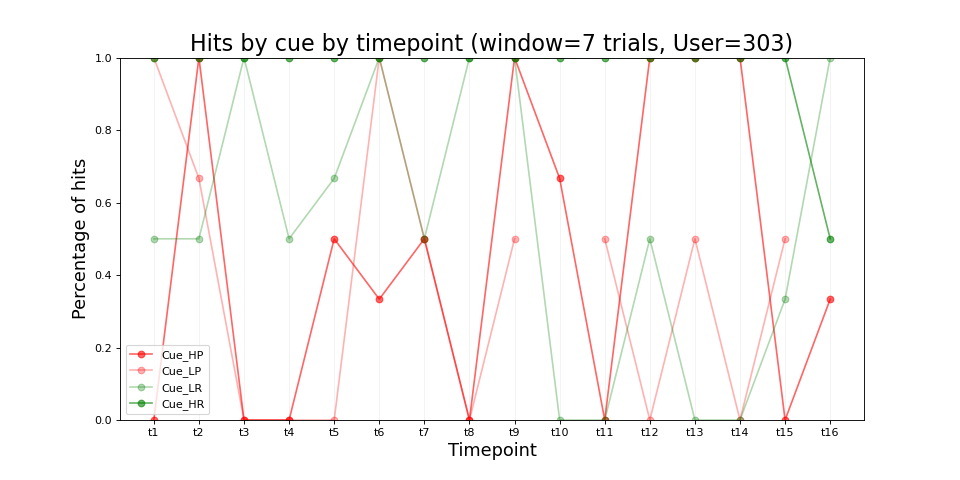 Hits by cue by timepoint (window=7 trials, User=303)
Percentage of hits
1.0
0.8
0.6
0.4
0.2
0.0
Cue_HP
Cue_LP
Cue_LR
Cue_HR
t1 t2 t3 t4 t5 t6 t7 t8 t9 t10 t11 t12 t13 t14 t15 t16
Timepoint